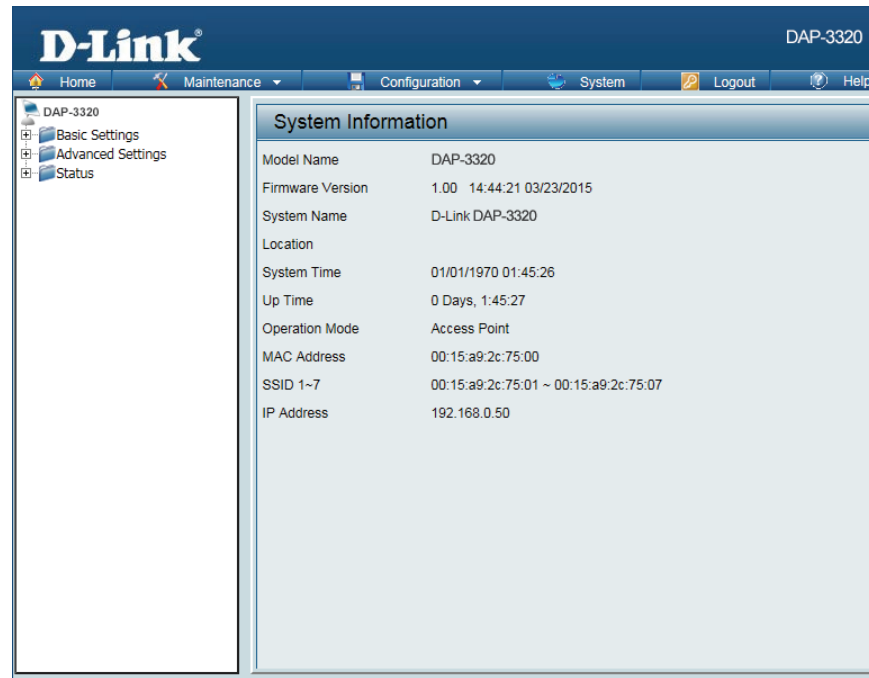 D-Link®
DAP-3320
Home Maintenance Configuration System Logout Help
DAP-3320
Basic Settings
Advanced Settings
Status
System Information
Model Name DAP-3320
Firmware Version 1.00 14:44:21 03/23/2015
System Name D-Link DAP-3320
Location
System Time 01/01/1970 01:45:26
Up Time 0 Days, 1:45:27
Operation Mode Access Point
MAC Address 00:15:a9:2c:75:00
SSID 1~7 00:15:a9:2c:75:01 ~ 00:15:a9:2c:75:07
IP Address 192.168.0.50